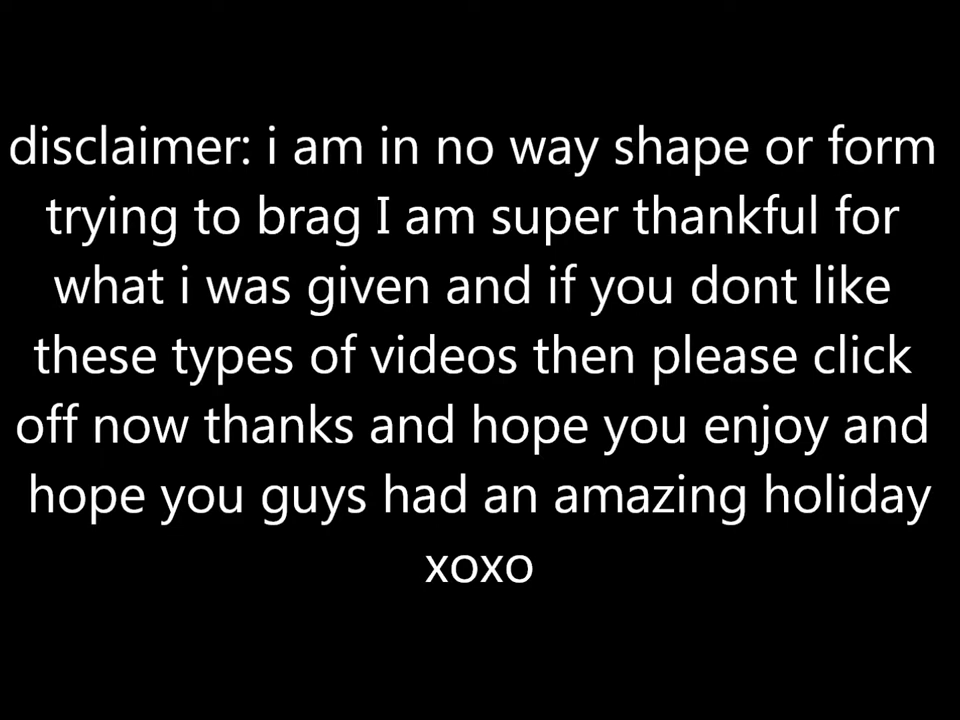 disclaimer: i am in no way shape or form
trying to brag I am super thankful for
what i was given and if you dont like
these types of videos then please click
off now thanks and hope you enjoy and
hope you guys had an amazing holiday
xoxo